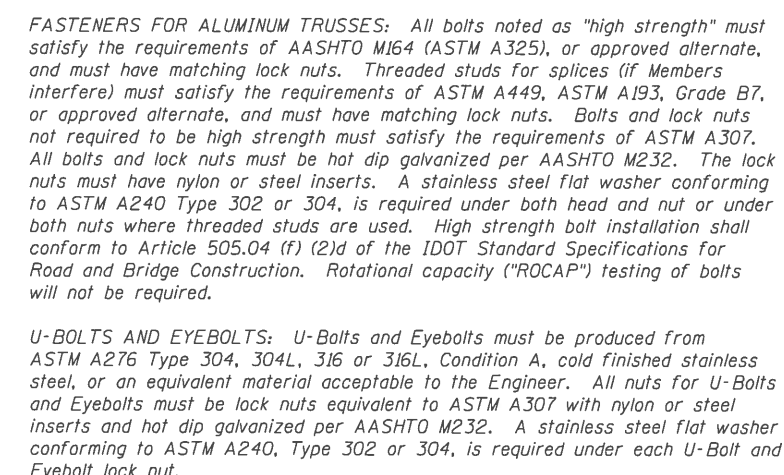 FASTENERS FOR ALUMINUM TRUSSES: All bolts noted as "high strength" must
satisfy the requirements of AASHTO M164 (ASTM A325), or approved alternate,
and must have matching lock nuts. Threaded studs for splices (if Members
interfere) must satisfy the requirements of ASTM A449, ASTM A193, Grade B7,
or approved alternate, and must have matching lock nuts. Bolts and lock nuts
not required to be high strength must satisfy the requirements of ASTM A307.
All bolts and lock nuts must be hot dip galvanized per AASHTO M232. The lock
nuts must have nylon or steel inserts. A stainless steel flat washer conforming
to ASTM A240 Type 302 or 304, is required under both head and nut or under
both nuts where threaded studs are used. High strength bolt installation shall
conform to Article 505.04 (f) (2)d of the IDOT Standard Specifications for
Road and Bridge Construction. Rotational capacity ("ROCAP") testing of bolts
will not be required.
U-BOLTS AND EYEBOLTS: U-Bolts and Eyebolts must be produced from
ASTM A276 Type 304, 304L, 316 or 316L, Condition A, cold finished stainless
steel, or an equivalent material acceptable to the Engineer. All nuts for U-Bolts
and Eyebolts must be lock nuts equivalent to ASTM A307 with nylon or steel
inserts and hot dip galvanized per AASHTO M232. A stainless steel flat washer
conforming to ASTM A240, Type 302 or 304, is required under each U-Bolt and
Eyebolt lock nut.